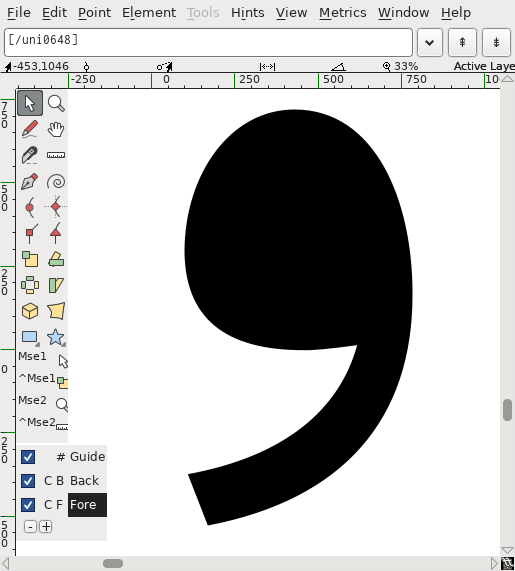 File Edit Point Element Tools Hints View Metrics Window Help
[/uni0648]
-453,1046 33% Active Laye
-250 0 250 500 750 10
750
500
250
0
Mse1
^Mse1
Mse2
^Mse2
250
# Guide
C B Back
C F Fore
- +
500
و